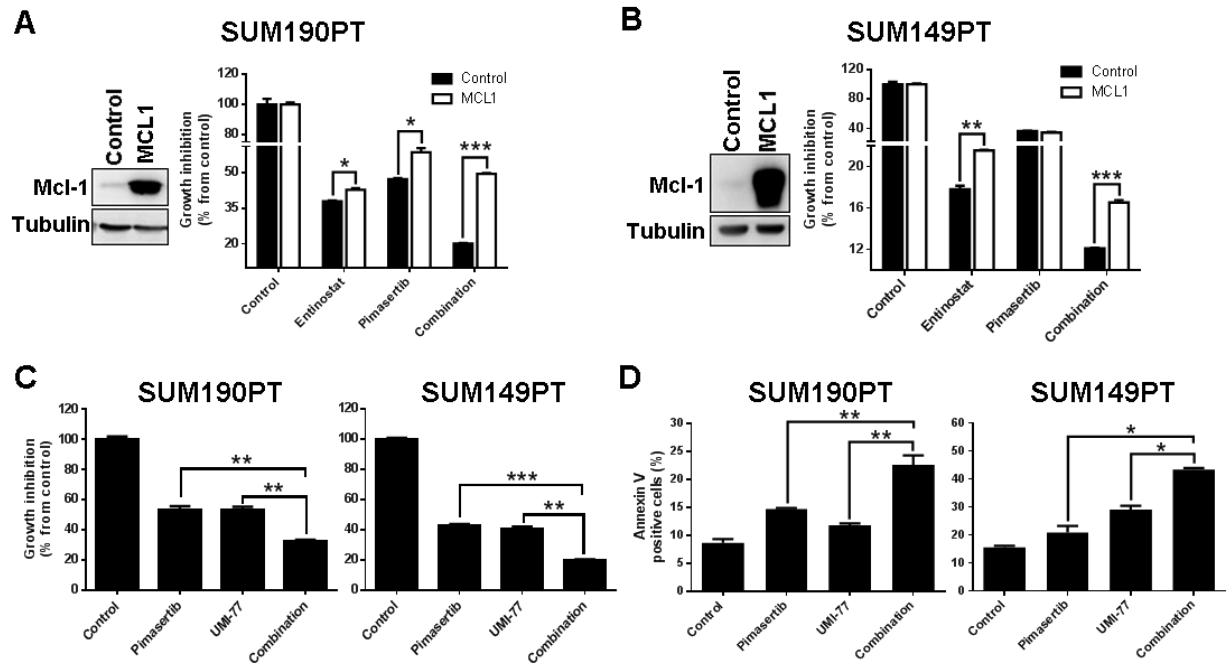 A
SUM190PT
Control
MCL1
Mcl-1
Tubulin
Growth inhibition
(% from control)
120
100
80
50
35
20
Control
MCL1
*
*
***
Control
Entinostat
Pimasertib
Combination
B
SUM149PT
Control
MCL1
Mcl-1
Tubulin
Growth inhibition
(% from control)
120
80
40
20
16
12
Control
MCL1
**
***
Control
Entinostat
Pimasertib
Combination
C
SUM190PT
Growth inhibition
(% from control)
120
100
80
60
40
20
0
**
**
Control
Pimasertib
UMI-77
Combination
SUM149PT
120
100
80
60
40
20
0
***
**
Control
Pimasertib
UMI-77
Combination
D
SUM190PT
Annexin V
positive cells (%)
30
25
20
15
10
5
0
**
**
Control
Pimasertib
UMI-77
Combination
SUM149PT
60
50
40
30
20
10
0
*
*
Control
Pimasertib
UMI-77
Combination